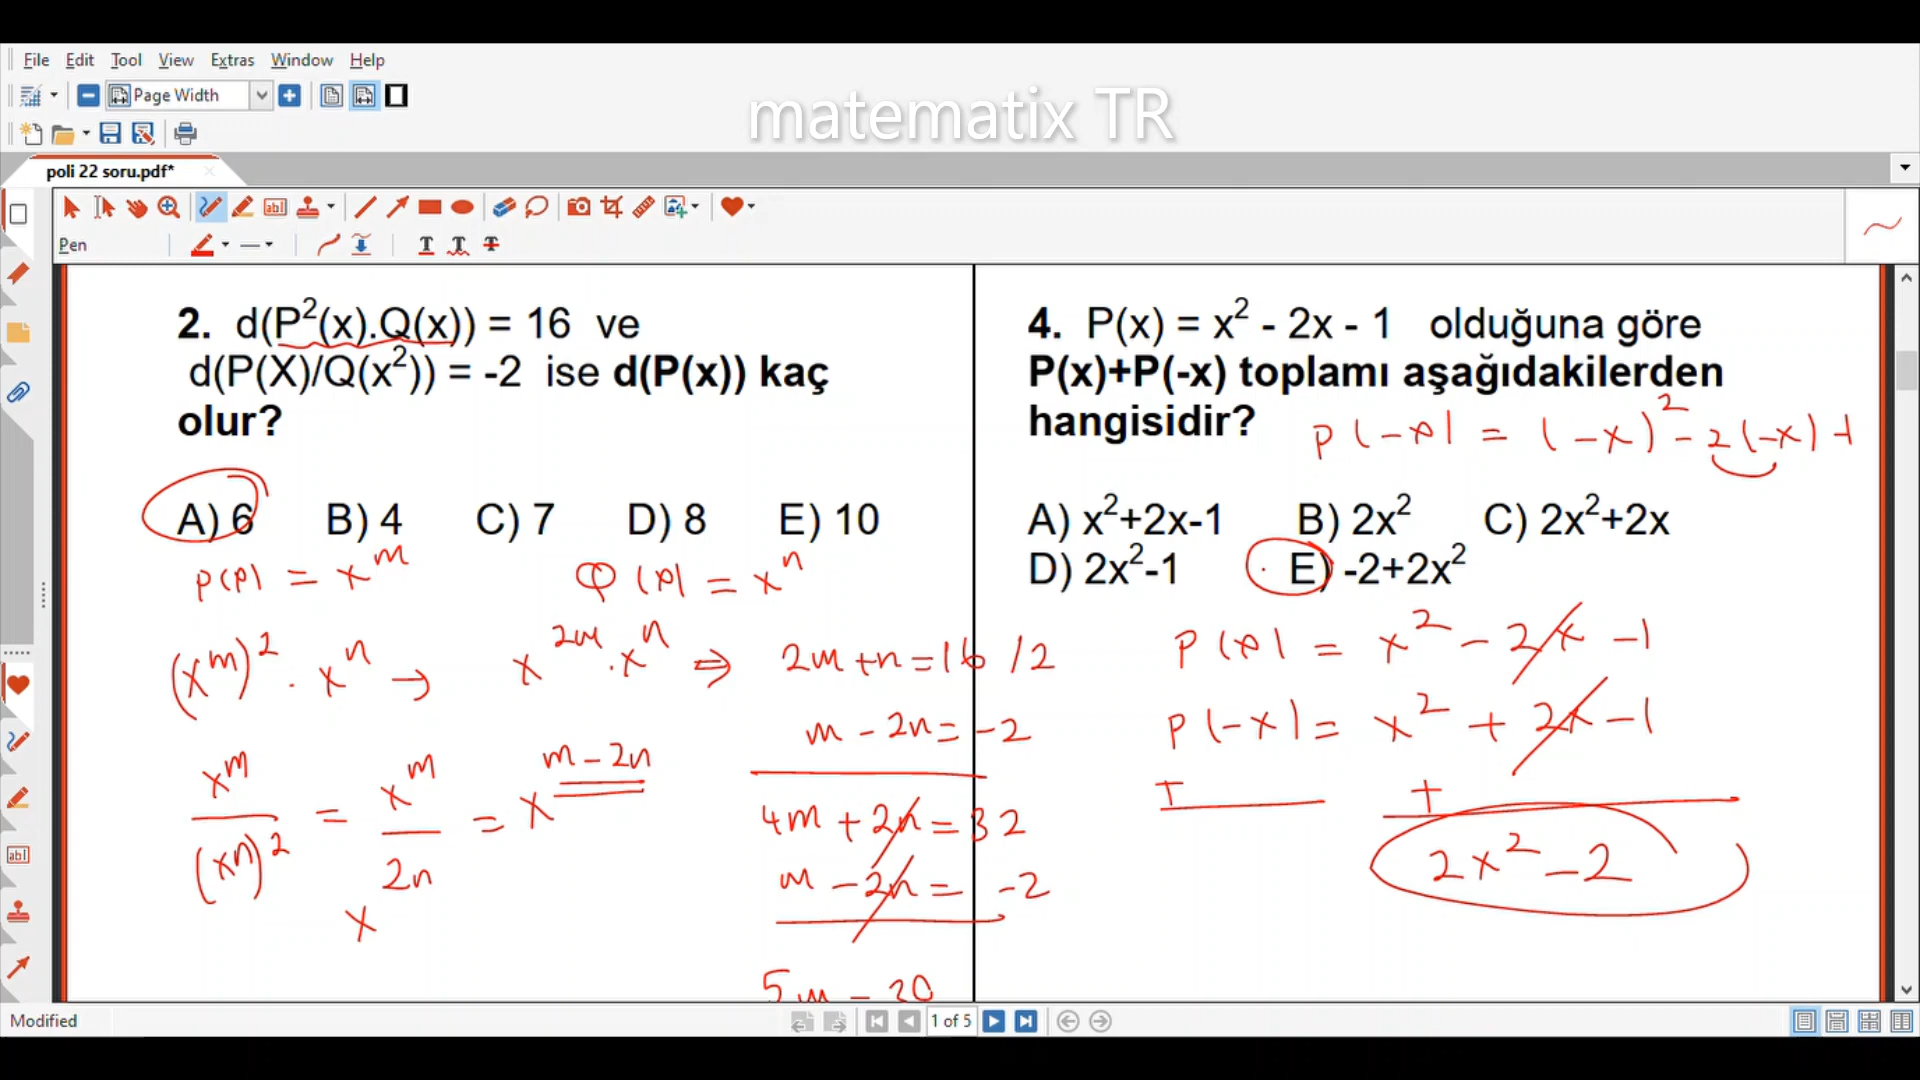 File Edit Tool View Extras Window Help
Page Width
matematix TR
poli 22 soru.pdf*
Pen
2. d(P²(x).Q(x)) = 16 ve
d(P(X)/Q(x²)) = -2 ise d(P(x)) kaç
olur?
A) 6 B) 4 C) 7 D) 8 E) 10
P(x) = x^m Q(x) = x^n
(x^m)² . x^n → x^2m . x^n ⇒ 2m+n=16 /2
m - 2n = -2
x^m/(x^n)² = x^m/x^2n = x^m-2n
4m + 2n = 32
m - 2n = -2
5m = 30
4. P(x) = x² - 2x - 1 olduğuna göre
P(x)+P(-x) toplamı aşağıdakilerden
hangisidir?
P(-x) = (-x)² - 2(-x) -1
A) x²+2x-1 B) 2x² C) 2x²+2x
D) 2x²-1 E) -2+2x²
P(x) = x² - 2x - 1
P(-x) = x² + 2x - 1
+ +
2x² - 2
Modified
1 of 5